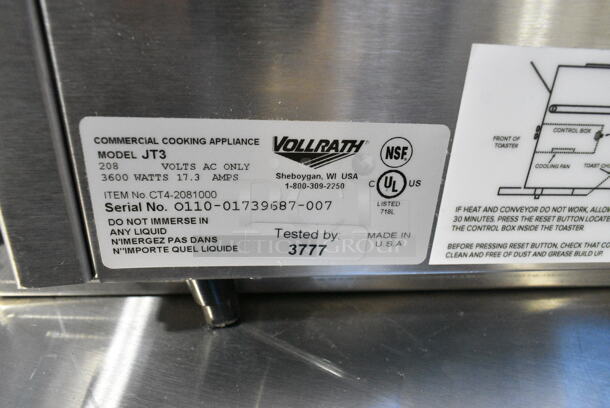 COMMERCIAL COOKING APPLIANCE
MODEL JT3
208 VOLTS AC ONLY
3600 WATTS 17.3 AMPS
ITEM No.CT4-2081000
Serial No. O110-01739687-007
DO NOT IMMERSE IN
ANY LIQUID
N'IMERGEZ PAS DANS
N"IMPORTE QUEL LIQUIDE
VOLLRATH
Sheboygan, WI USA
1-800-309-2250
NSF
C UL US
LISTED
718L
Tested by:
3777
MADE IN
U.S.A
FRONT OF
TOASTER
CONTROL BOX
COOLING FAN
TOAST
IF HEAT AND CONVEYOR DO NOT WORK, ALLOW
30 MINUTES. PRESS THE RESET BUTTON LOCATE
THE CONTROL BOX INSIDE THE TOASTER.
BEFORE PRESSING RESET BUTTON, CHECK THAT CO
CLEAN AND FREE OF DUST AND GREASE BUILD UP.